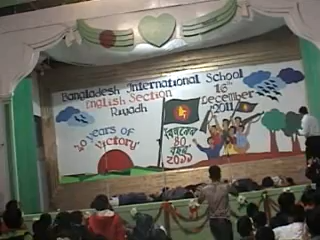 Bangladesh International School
English Section
Riyadh
16th
December
2011
40 years of
Victory
বিজয়ের
৪০
বছর
২০১১